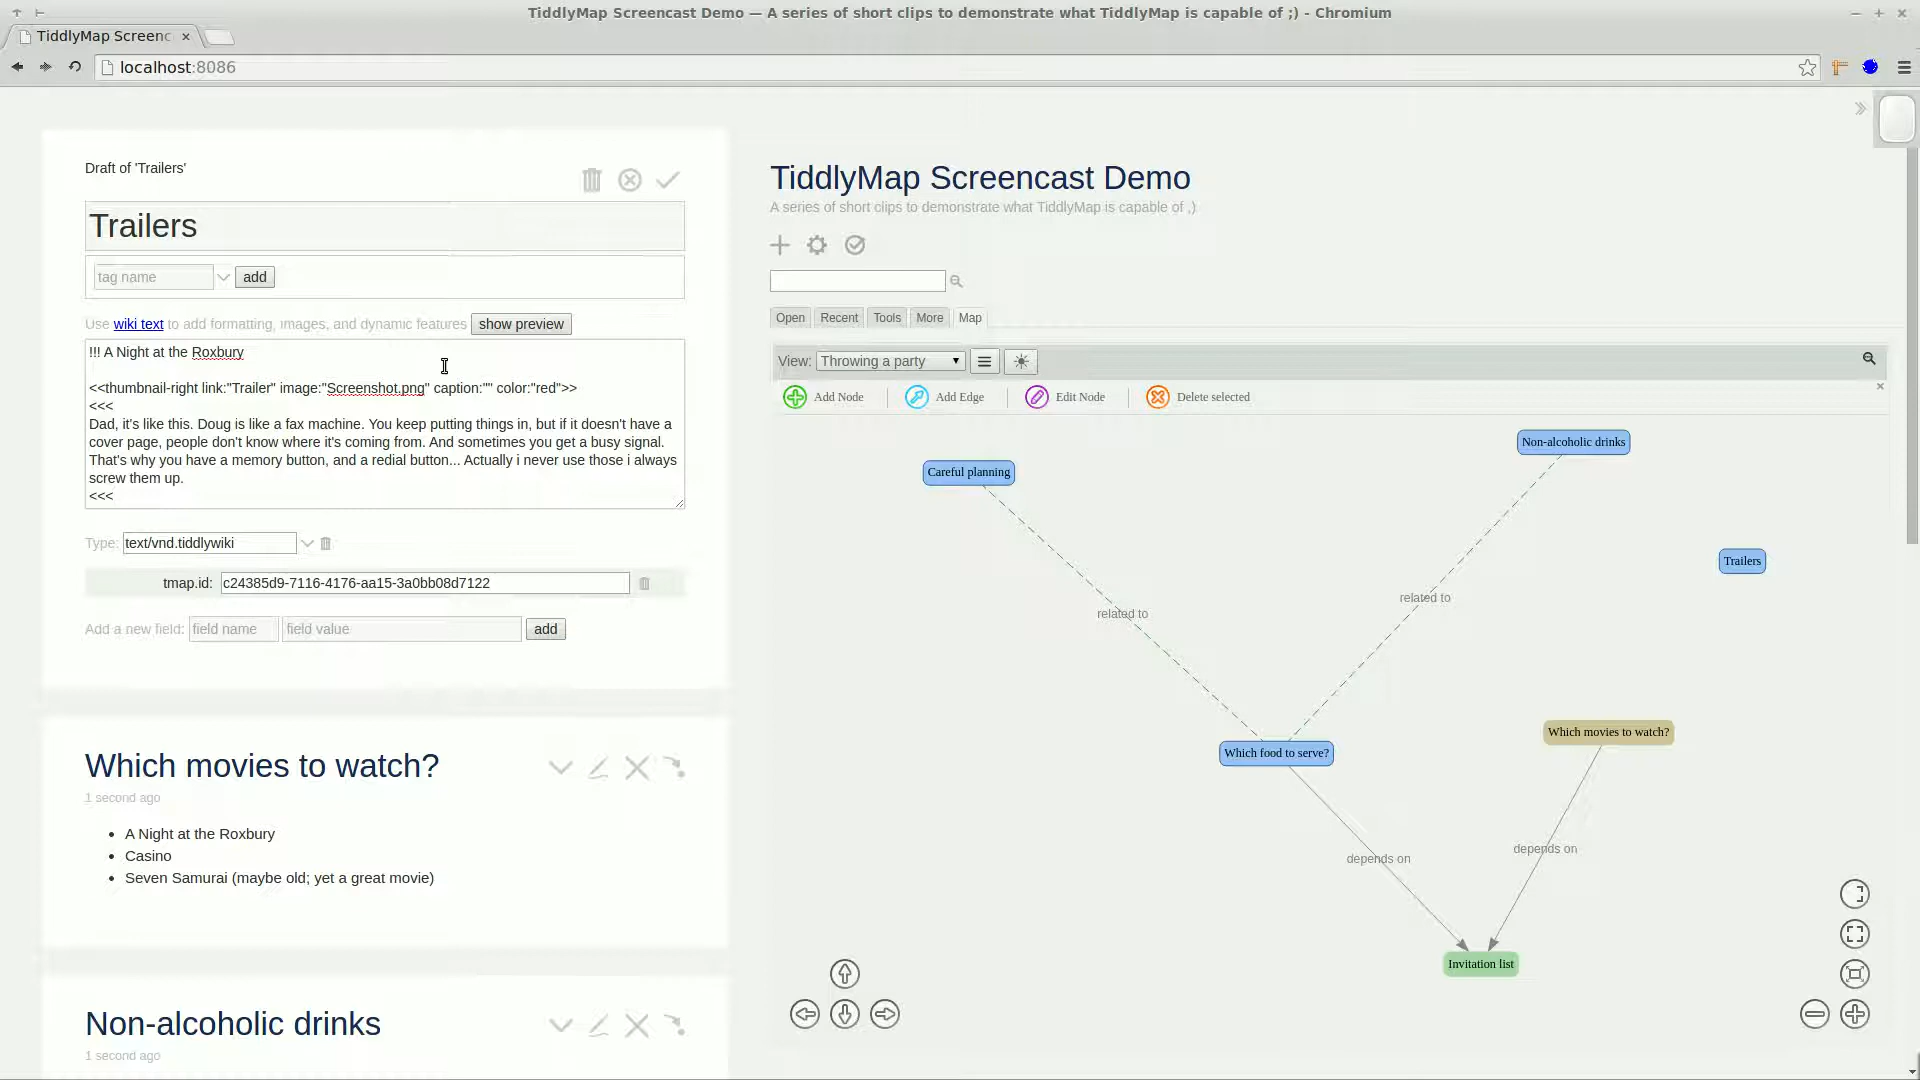 TiddlyMap Screencast Demo — A series of short clips to demonstrate what TiddlyMap is capable of ;) - Chromium
TiddlyMap Screenc
localhost:8086
Draft of 'Trailers'
Trailers
tag name
add
Use wiki text to add formatting, images, and dynamic features show preview
!!! A Night at the Roxbury
<<thumbnail-right link:"Trailer" image:"Screenshot.png" caption:"" color:"red">>
<<<
Dad, it's like this. Doug is like a fax machine. You keep putting things in, but if it doesn't have a
cover page, people don't know where it's coming from. And sometimes you get a busy signal.
That's why you have a memory button, and a redial button... Actually i never use those i always
screw them up.
<<<
Type: text/vnd.tiddlywiki
tmap.id: c24385d9-7116-4176-aa15-3a0bb08d7122
Add a new field: field name field value add
Which movies to watch?
1 second ago
• A Night at the Roxbury
• Casino
• Seven Samurai (maybe old; yet a great movie)
Non-alcoholic drinks
1 second ago
TiddlyMap Screencast Demo
A series of short clips to demonstrate what TiddlyMap is capable of ;)
Open Recent Tools More Map
View: Throwing a party
Add Node Add Edge Edit Node Delete selected
Non-alcoholic drinks
Careful planning
Trailers
related to
related to
Which movies to watch?
Which food to serve?
depends on
depends on
Invitation list